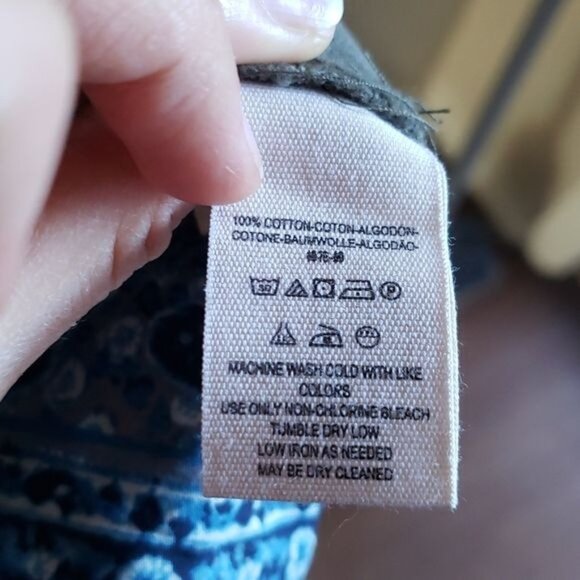 100% COTTON-COTON-ALGODON-
COTONE-BAUMWOLLE-ALGODÃO-
30 P
MACHINE WASH COLD WITH LIKE
COLORS
USE ONLY NON-CHLORINE BLEACH
TUMBLE DRY LOW
LOW IRON AS NEEDED
MAY BE DRY CLEANED